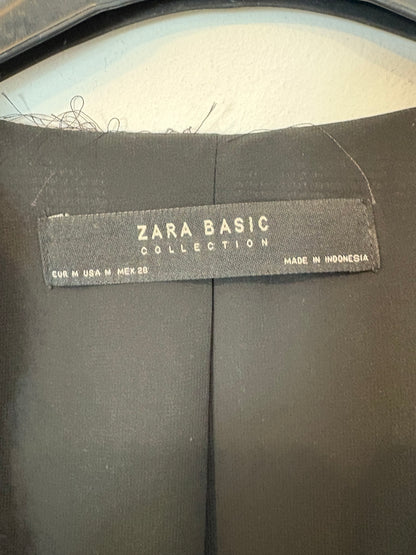 ZARA BASIC
COLLECTION
EUR M USA M MEX 28
MADE IN INDONESIA